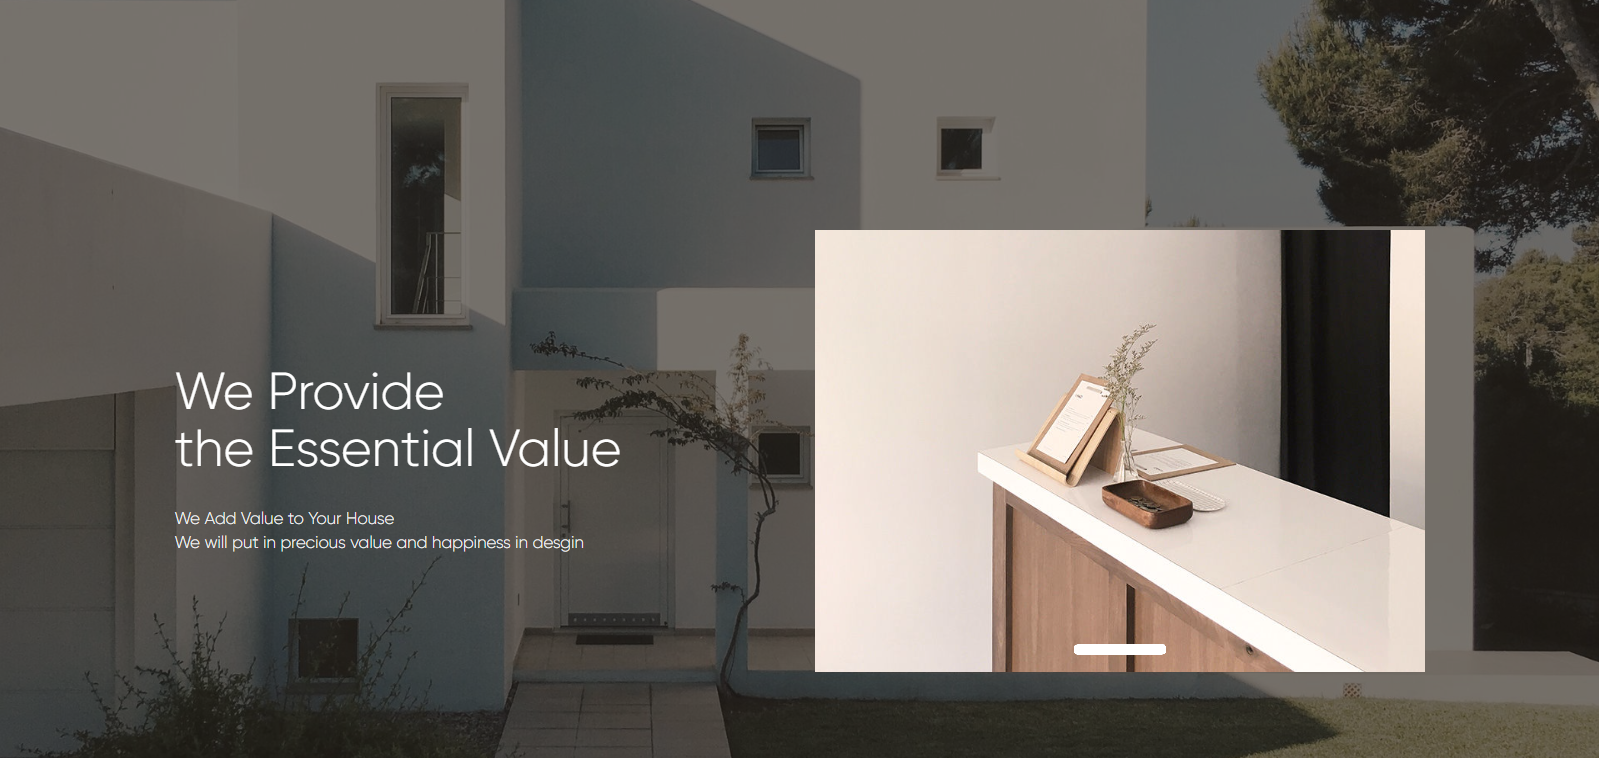 We Provide
the Essential Value
We Add Value to Your House
We will put in precious value and happiness in desgin